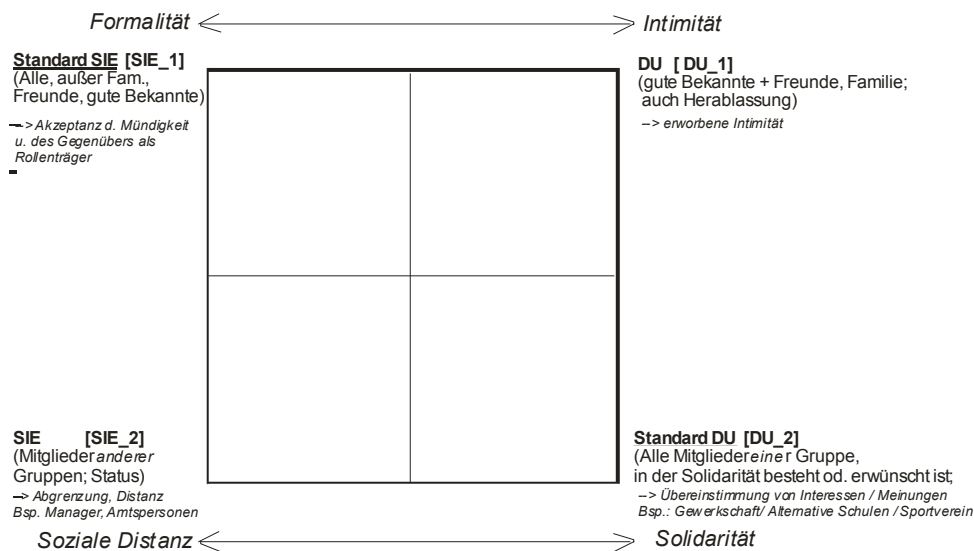 Formalität
Intimität
Standard SIE [SIE_1]
(Alle, außer Fam.,
Freunde, gute Bekannte)
--> Akzeptanz d. Mündigkeit
u. des Gegenübers als
Rollenträger
DU [ DU_1]
(gute Bekannte + Freunde, Familie;
auch Herablassung)
--> erworbene Intimität
SIE [SIE_2]
(Mitglieder anderer
Gruppen; Status)
--> Abgrenzung, Distanz
Bsp. Manager, Amtspersonen
Standard DU [DU_2]
(Alle Mitglieder einer Gruppe,
in der Solidarität besteht od. erwünscht ist;
--> Übereinstimmung von Interessen / Meinungen
Bsp.: Gewerkschaft/ Alternative Schulen / Sportverein
Soziale Distanz
Solidarität